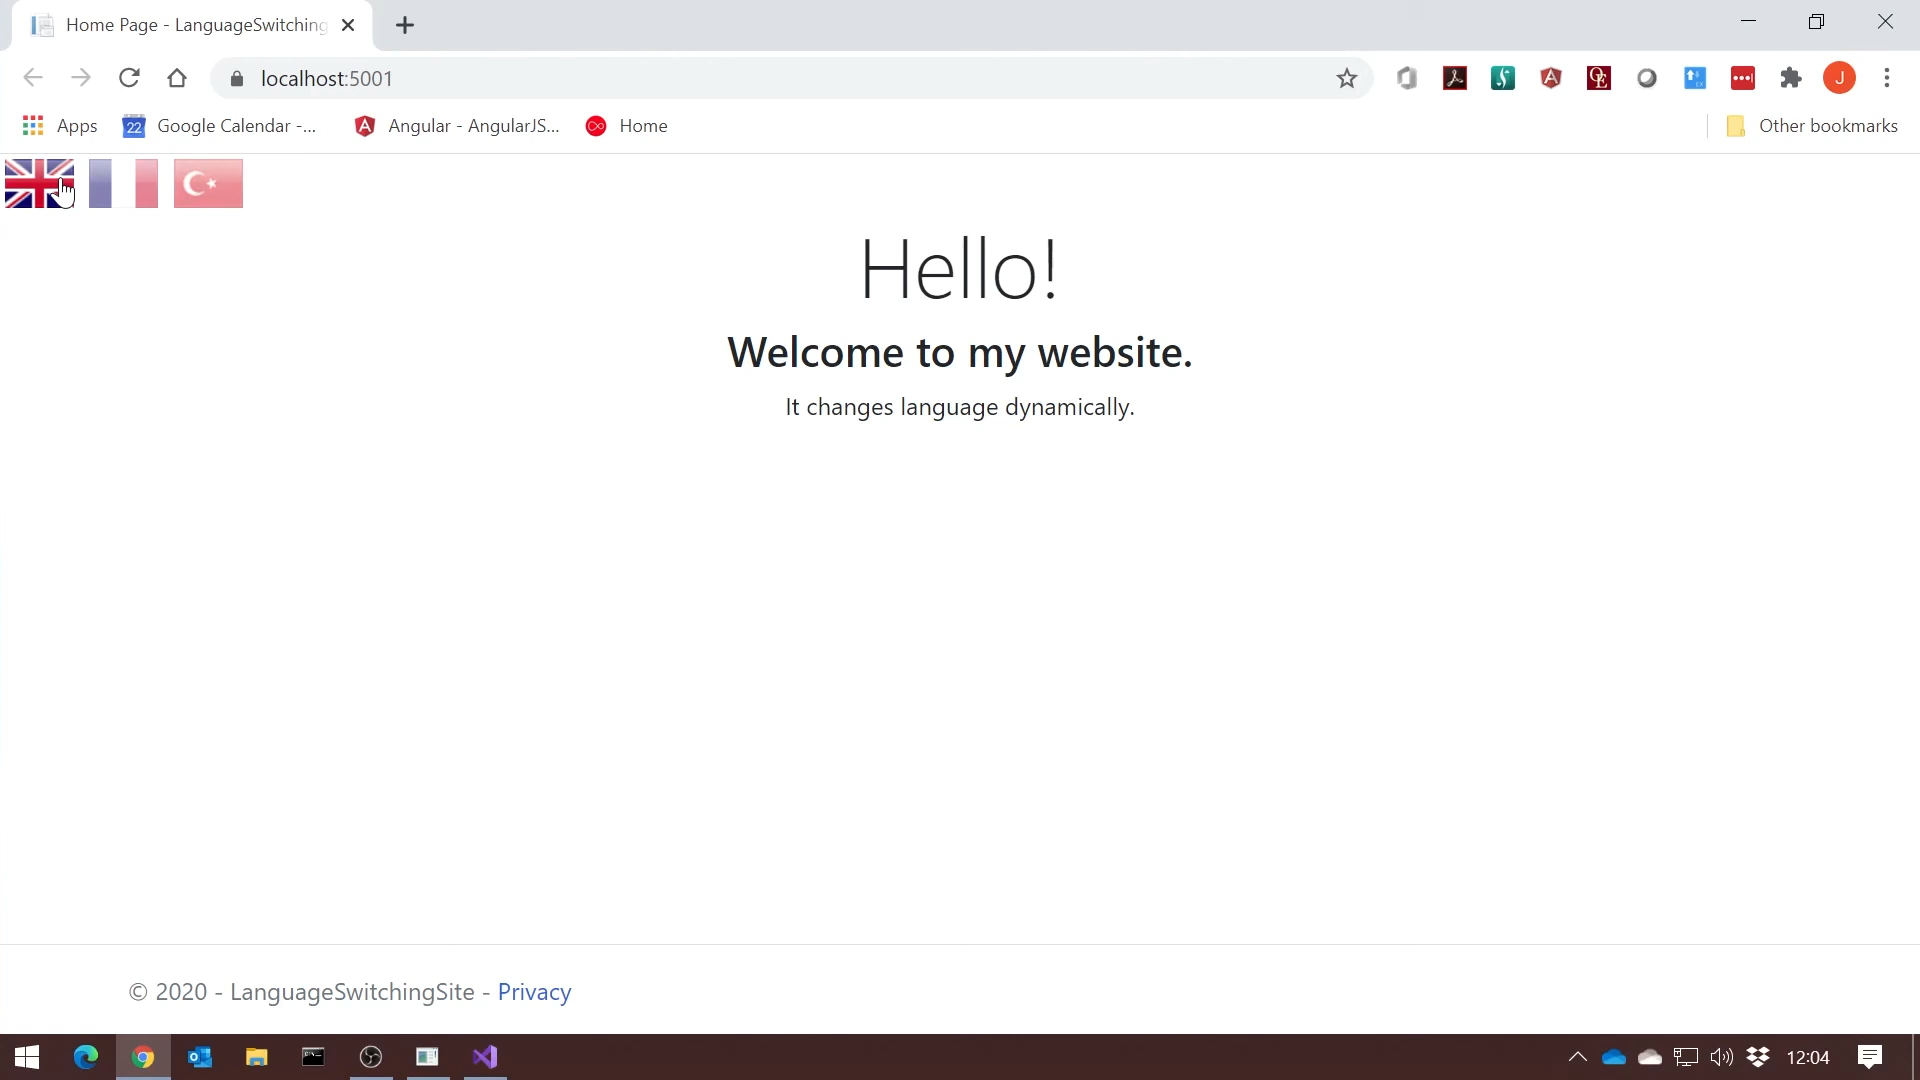 Home Page - LanguageSwitching
localhost:5001
J
Apps
22
Google Calendar -...
Angular - AngularJS...
Home
Other bookmarks
Hello!
Welcome to my website.
It changes language dynamically.
© 2020 - LanguageSwitchingSite - Privacy
12:04